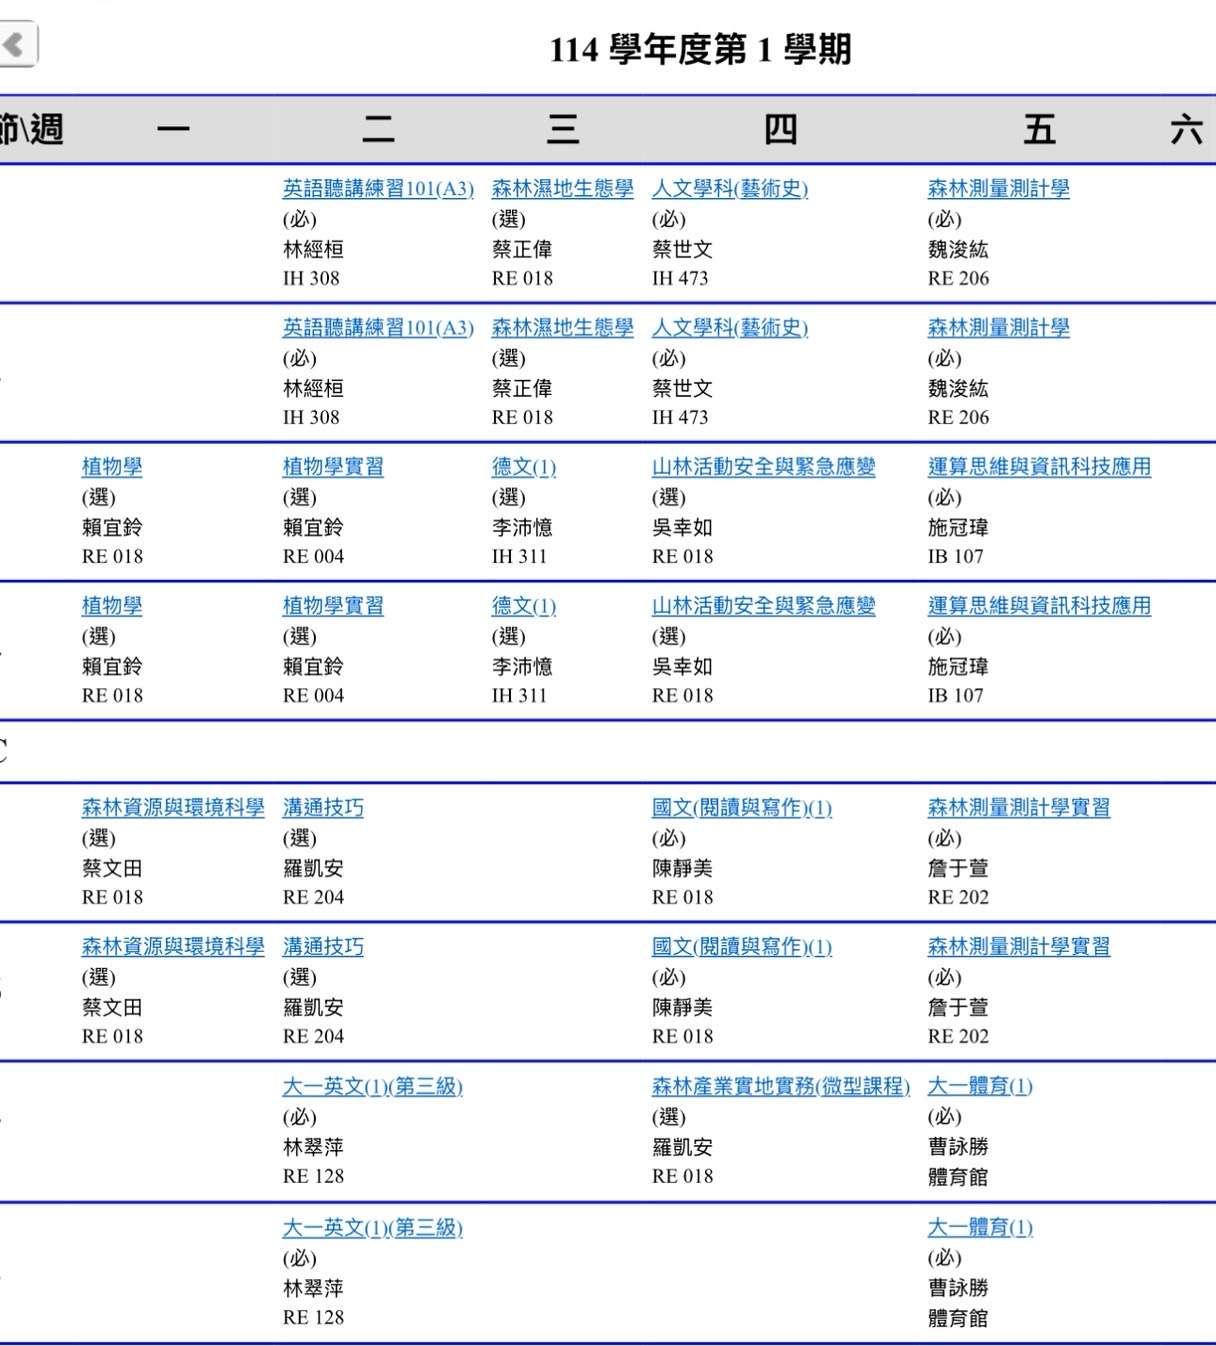 114 學年度第 1 學期
節\週 一 二 三 四 五 六
英語聽講練習101(A3) 森林濕地生態學 人文學科(藝術史) 森林測量測計學
(必) (選) (必) (必)
林經桓 蔡正偉 蔡世文 魏浚紘
IH 308 RE 018 IH 473 RE 206
英語聽講練習101(A3) 森林濕地生態學 人文學科(藝術史) 森林測量測計學
(必) (選) (必) (必)
林經桓 蔡正偉 蔡世文 魏浚紘
IH 308 RE 018 IH 473 RE 206
植物學 植物學實習 德文(1) 山林活動安全與緊急應變 運算思維與資訊科技應用
(選) (選) (選) (選) (必)
賴宜鈴 賴宜鈴 李沛憶 吳幸如 施冠瑋
RE 018 RE 004 IH 311 RE 018 IB 107
植物學 植物學實習 德文(1) 山林活動安全與緊急應變 運算思維與資訊科技應用
(選) (選) (選) (選) (必)
賴宜鈴 賴宜鈴 李沛憶 吳幸如 施冠瑋
RE 018 RE 004 IH 311 RE 018 IB 107
C
森林資源與環境科學 溝通技巧 國文(閱讀與寫作)(1) 森林測量測計學實習
(選) (選) (必) (必)
蔡文田 羅凱安 陳靜美 詹于萱
RE 018 RE 204 RE 018 RE 202
森林資源與環境科學 溝通技巧 國文(閱讀與寫作)(1) 森林測量測計學實習
(選) (選) (必) (必)
蔡文田 羅凱安 陳靜美 詹于萱
RE 018 RE 204 RE 018 RE 202
大一英文(1)(第三級) 森林產業實地實務(微型課程) 大一體育(1)
(必) (選) (必)
林翠萍 羅凱安 曹詠勝
RE 128 RE 018 體育館
大一英文(1)(第三級) 大一體育(1)
(必) (必)
林翠萍 曹詠勝
RE 128 體育館